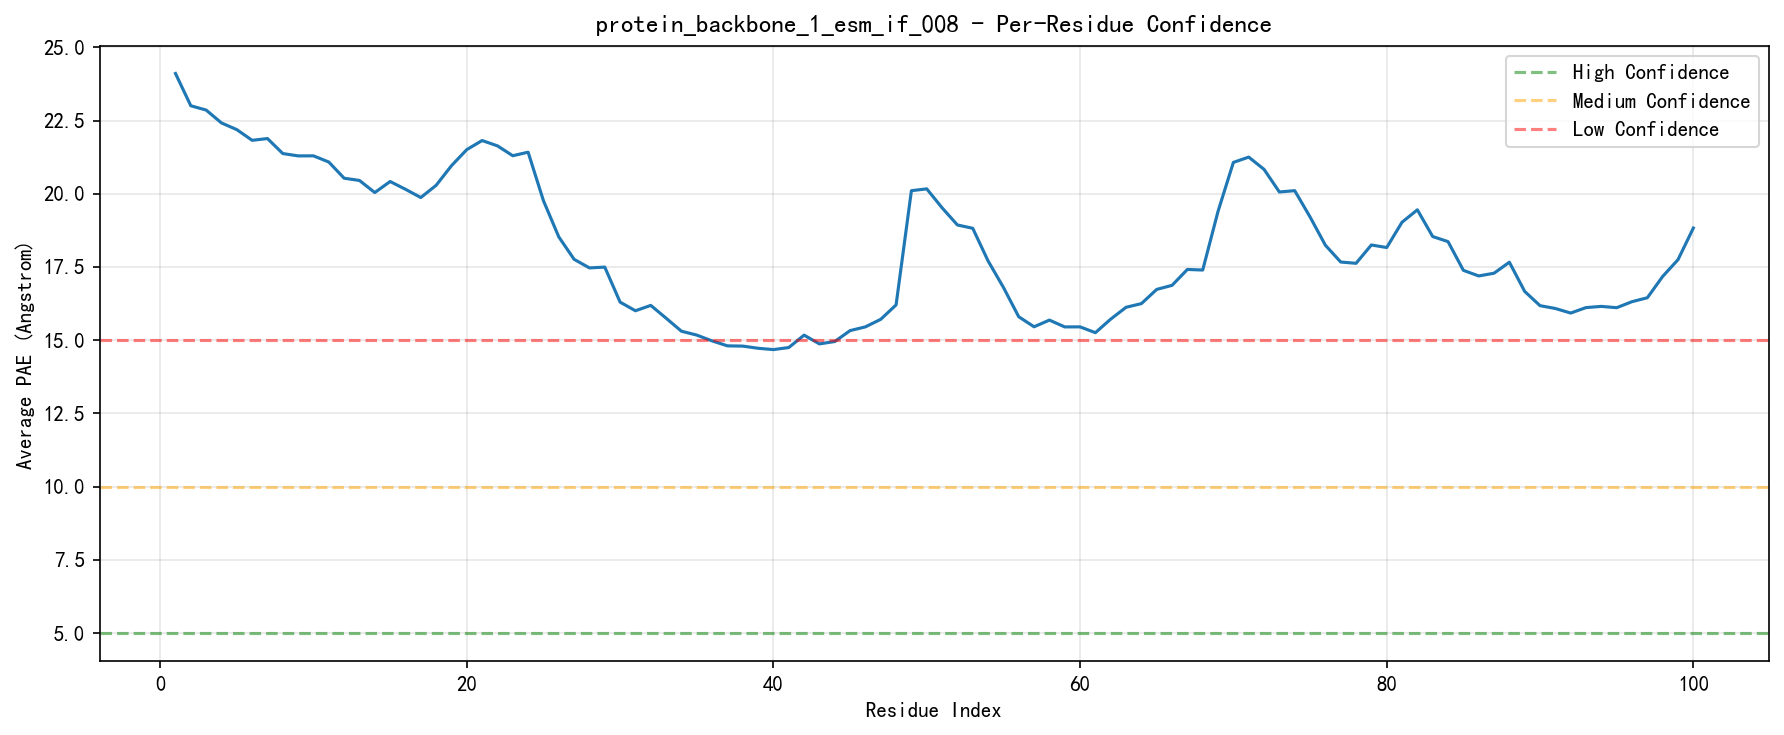 protein_backbone_1_esm_if_008 - Per-Residue Confidence
High Confidence
Medium Confidence
Low Confidence
Average PAE (Angstrom)
25.0
22.5
20.0
17.5
15.0
12.5
10.0
7.5
5.0
0 20 40 60 80 100
Residue Index